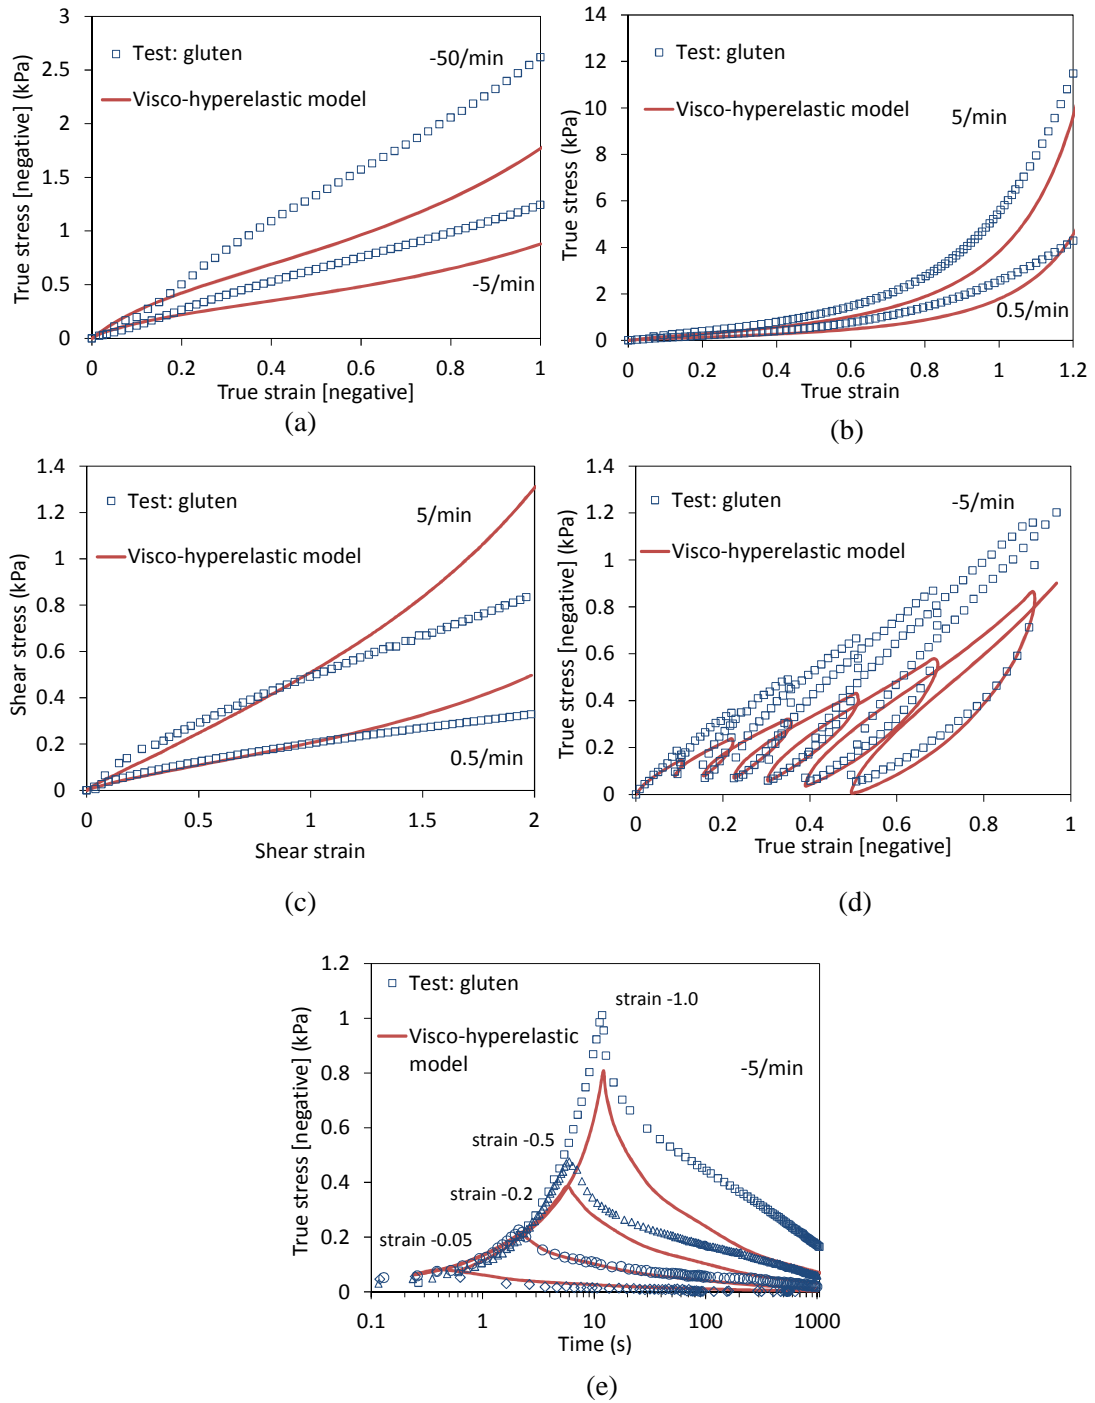 3
2.5
2
1.5
1
0.5
0
0
0.2
0.4
0.6
0.8
1
True stress [negative] (kPa)
True strain [negative]
Test: gluten
Visco-hyperelastic model
-50/min
-5/min
(a)
14
12
10
8
6
4
2
0
0
0.2
0.4
0.6
0.8
1
1.2
True stress (kPa)
True strain
Test: gluten
Visco-hyperelastic model
5/min
0.5/min
(b)
1.4
1.2
1
0.8
0.6
0.4
0.2
0
0
0.5
1
1.5
2
Shear stress (kPa)
Shear strain
Test: gluten
Visco-hyperelastic model
5/min
0.5/min
(c)
1.4
1.2
1
0.8
0.6
0.4
0.2
0
0
0.2
0.4
0.6
0.8
1
True stress [negative] (kPa)
True strain [negative]
Test: gluten
Visco-hyperelastic model
-5/min
(d)
1.2
1
0.8
0.6
0.4
0.2
0
0.1
1
10
100
1000
True stress [negative] (kPa)
Time (s)
Test: gluten
Visco-hyperelastic
model
strain -1.0
-5/min
strain -0.5
strain -0.2
strain -0.05
(e)